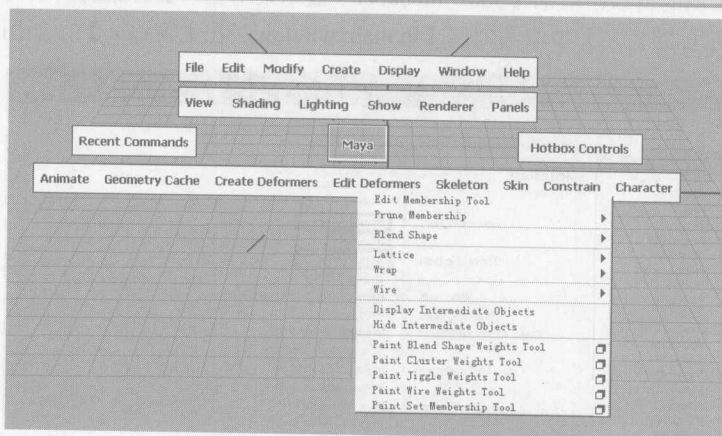 File Edit Modify Create Display Window Help
View Shading Lighting Show Renderer Panels
Recent Commands Maya Hotbox Controls
Animate Geometry Cache Create Deformers Edit Deformers Skeleton Skin Constrain Character
Edit Membership Tool
Prune Membership
Blend Shape
Lattice
Wrap
Wire
Display Intermediate Objects
Hide Intermediate Objects
Paint Blend Shape Weights Tool
Paint Cluster Weights Tool
Paint Jiggle Weights Tool
Paint Wire Weights Tool
Paint Set Membership Tool